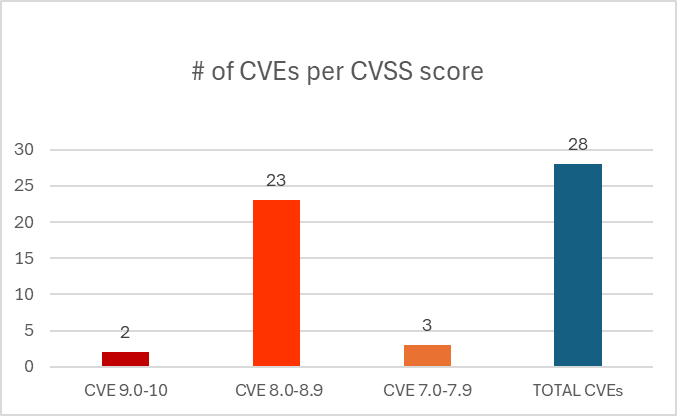 # of CVEs per CVSS score
30
25
20
15
10
5
0
2
23
3
28
CVE 9.0-10
CVE 8.0-8.9
CVE 7.0-7.9
TOTAL CVEs